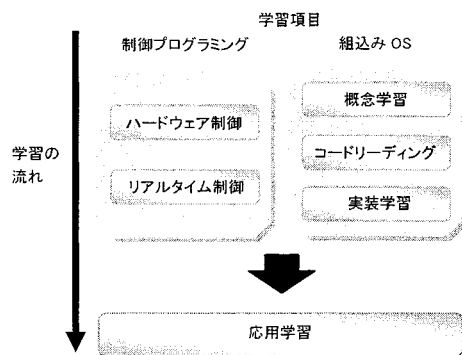 学習項目
制御プログラミング
組込み OS
学習の
流れ
ハードウェア制御
リアルタイム制御
概念学習
コードリーディング
実装学習
応用学習